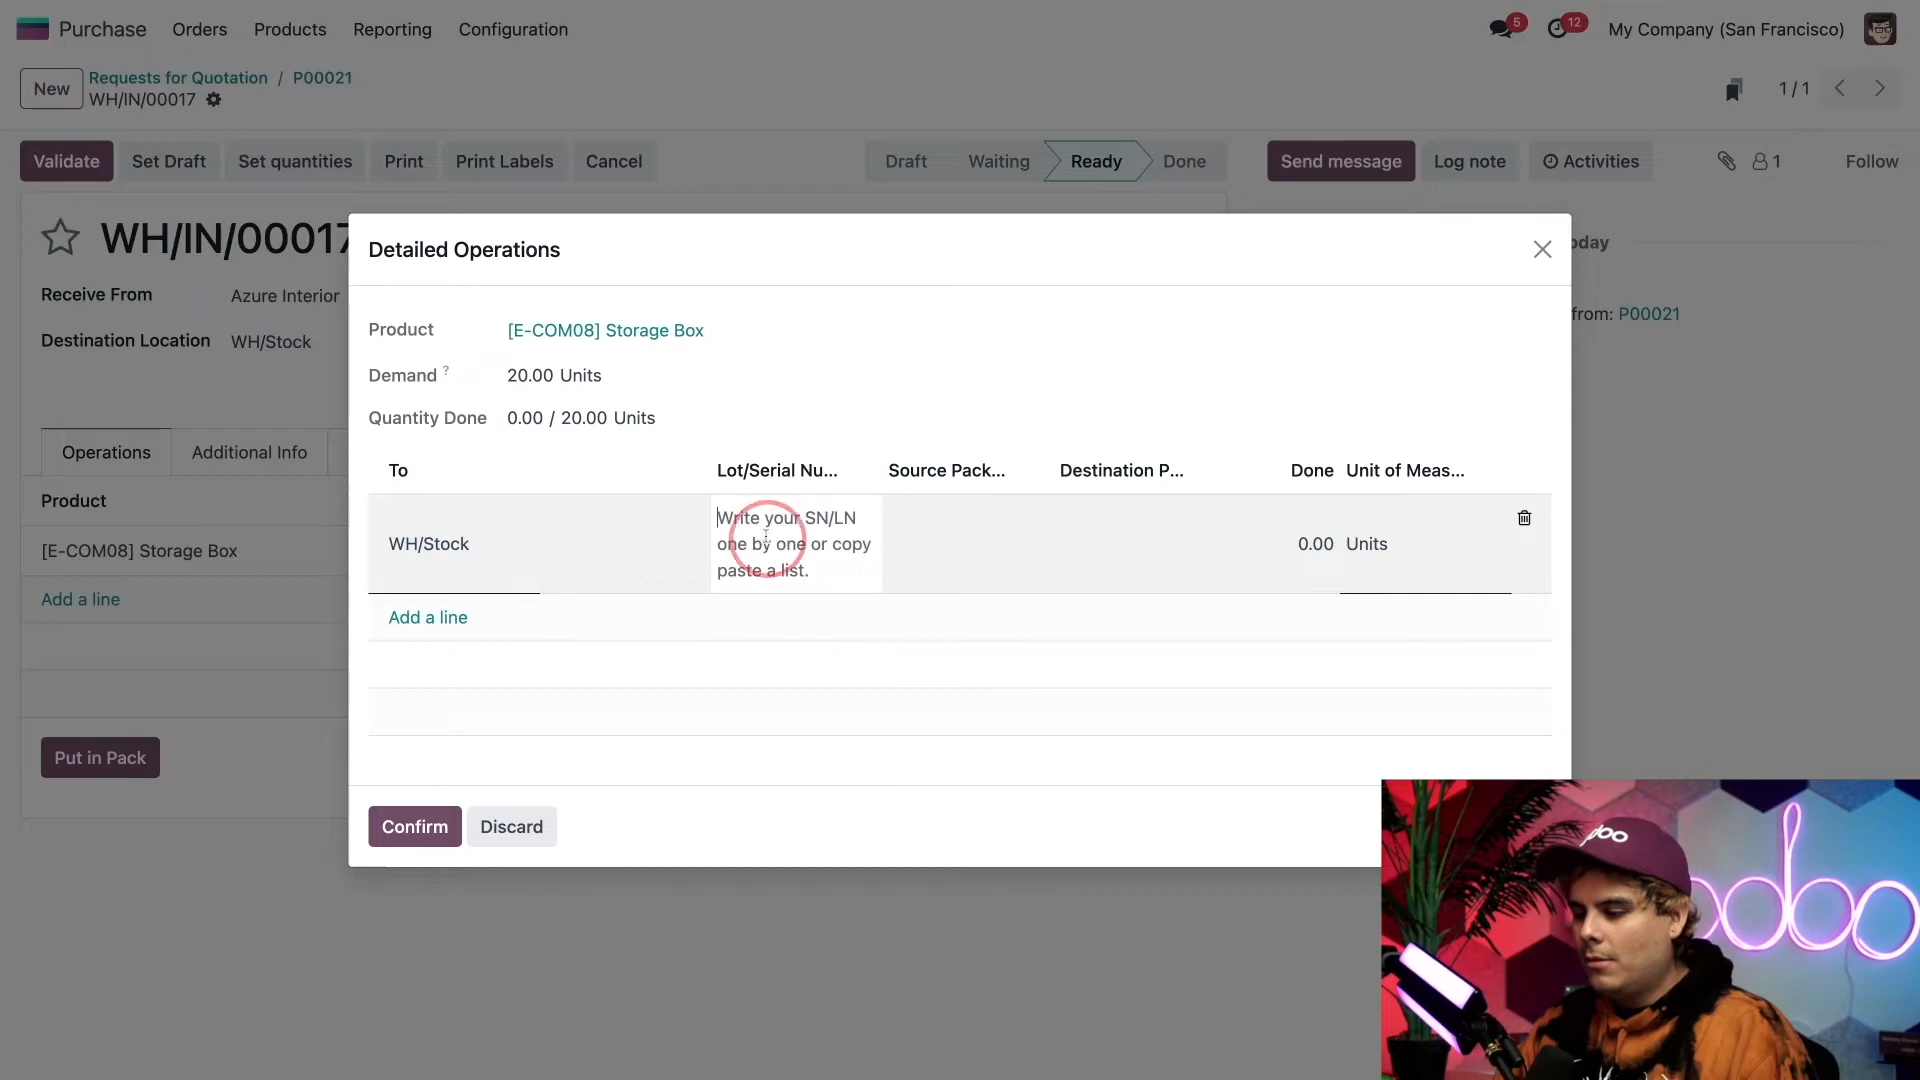 Purchase Orders Products Reporting Configuration 5 12 My Company (San Francisco)
New Requests for Quotation / P00021
WH/IN/00017 1 / 1
Validate Set Draft Set quantities Print Print Labels Cancel Draft Waiting Ready Done Send message Log note Activities 1 Follow
WH/IN/00017
Detailed Operations
oday
Receive From Azure Interior
from: P00021
Product [E-COM08] Storage Box
Destination Location WH/Stock
Demand ? 20.00 Units
Quantity Done 0.00 / 20.00 Units
Operations Additional Info
To Lot/Serial Nu... Source Pack... Destination P... Done Unit of Meas...
Product
Write your SN/LN
one by one or copy
paste a list.
WH/Stock 0.00 Units
[E-COM08] Storage Box
Add a line
Add a line
Put in Pack
Confirm Discard
doo
odoo